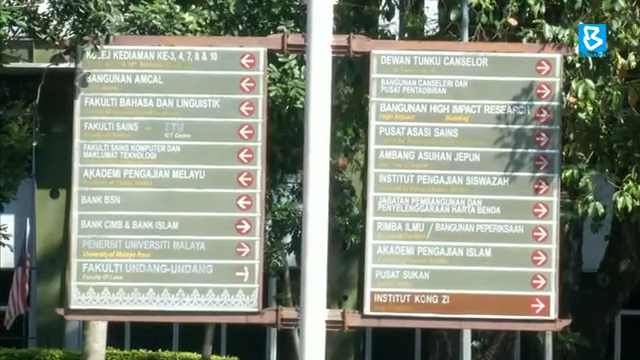 KOLEJ KEDIAMAN KE-3, 4, 7, 8 & 10
BANGUNAN AMCAL
FAKULTI BAHASA DAN LINGUISTIK
FAKULTI SAINS
ICT Centre
FAKULTI SAINS KOMPUTER DAN
MAKLUMAT TEKNOLOGI
AKADEMI PENGAJIAN MELAYU
BANK BSN
BANK CIMB & BANK ISLAM
PENERBIT UNIVERSITI MALAYA
University of Malaya Press
FAKULTI UNDANG-UNDANG
Faculty Of Laws
DEWAN TUNKU CANSELOR
BANGUNAN CANSELERI DAN
PUSAT PENTADBIRAN
BANGUNAN HIGH IMPACT RESEARCH
High Impact Building
PUSAT ASASI SAINS
AMBANG ASUHAN JEPUN
INSTITUT PENGAJIAN SISWAZAH
JABATAN PEMBANGUNAN DAN
PENYELENGGARAAN HARTA BENDA
RIMBA ILMU / BANGUNAN PEPERIKSAAN
AKADEMI PENGAJIAN ISLAM
PUSAT SUKAN
INSTITUT KONG ZI
B